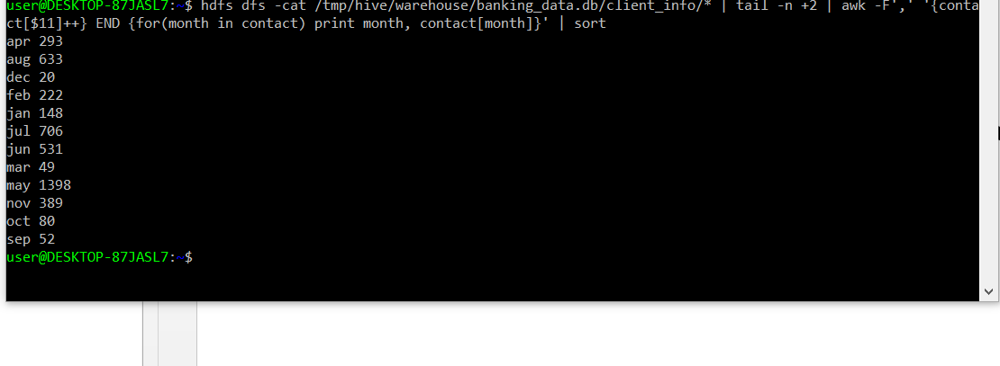 user@DESKTOP-87JASL7:~$ hdfs dfs -cat /tmp/hive/warehouse/banking_data.db/client_info/* | tail -n +2 | awk -F',' '{conta
ct[$11]++} END {for(month in contact) print month, contact[month]}' | sort
apr 293
aug 633
dec 20
feb 222
jan 148
jul 706
jun 531
mar 49
may 1398
nov 389
oct 80
sep 52
user@DESKTOP-87JASL7:~$